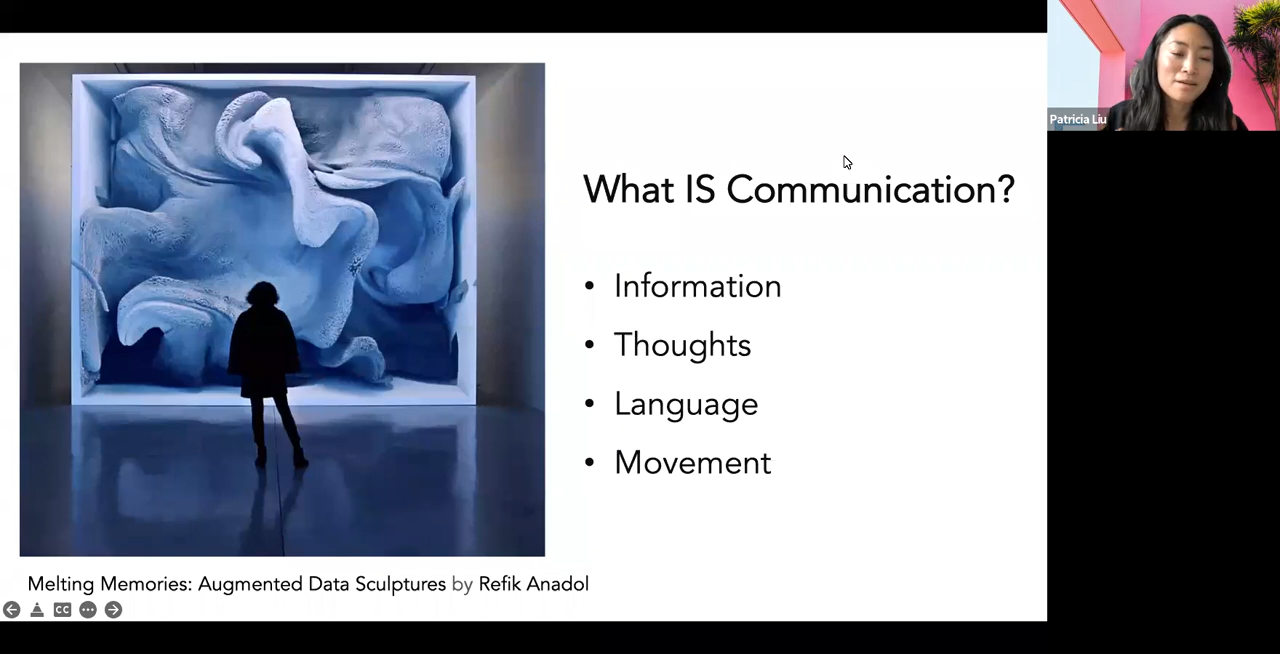 Patricia Liu
What IS Communication?
• Information
• Thoughts
• Language
• Movement
Melting Memories: Augmented Data Sculptures by Refik Anadol
CC